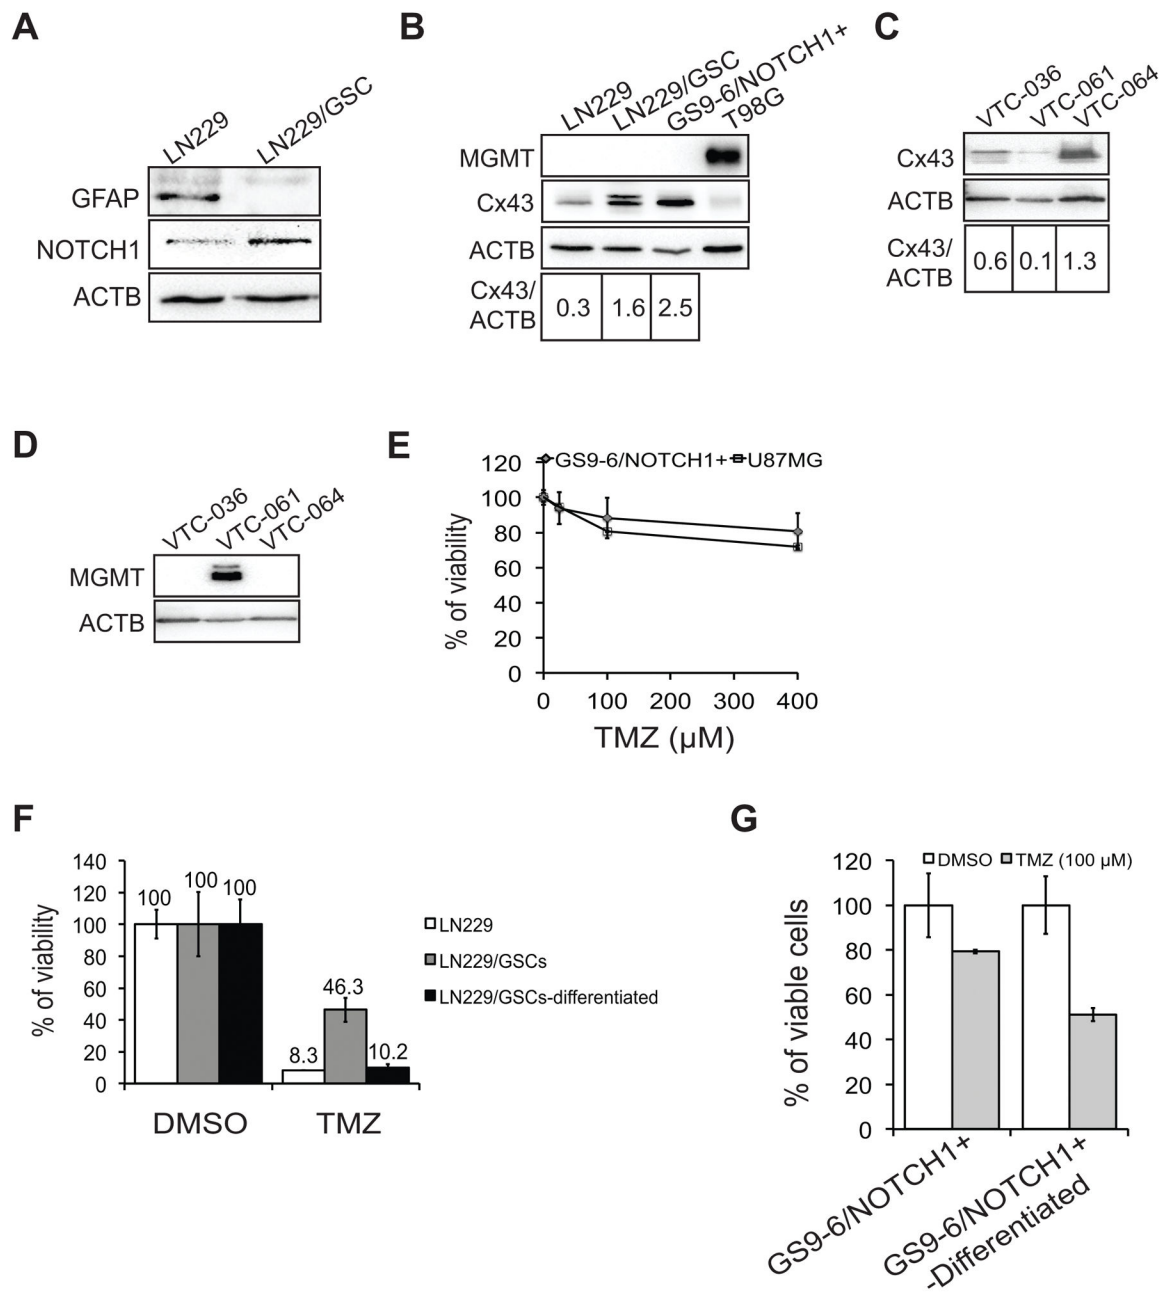 A
LN229
LN229/GSC
GFAP
NOTCH1
ACTB
B
LN229
LN229/GSC
GS9-6/NOTCH1+
T98G
MGMT
Cx43
ACTB
Cx43/
ACTB
0.3
1.6
2.5
C
VTC-036
VTC-061
VTC-064
Cx43
ACTB
Cx43/
ACTB
0.6
0.1
1.3
D
VTC-036
VTC-061
VTC-064
MGMT
ACTB
E
GS9-6/NOTCH1+
U87MG
% of viability
120
100
80
60
40
20
0
0 100 200 300 400
TMZ (µM)
F
% of viability
140
120
100
80
60
40
20
0
100 100 100
8.3 46.3 10.2
DMSO TMZ
LN229
LN229/GSCs
LN229/GSCs-differentiated
G
DMSO TMZ (100 µM)
% of viable cells
120
100
80
60
40
20
0
GS9-6/NOTCH1+
GS9-6/NOTCH1+
-Differentiated